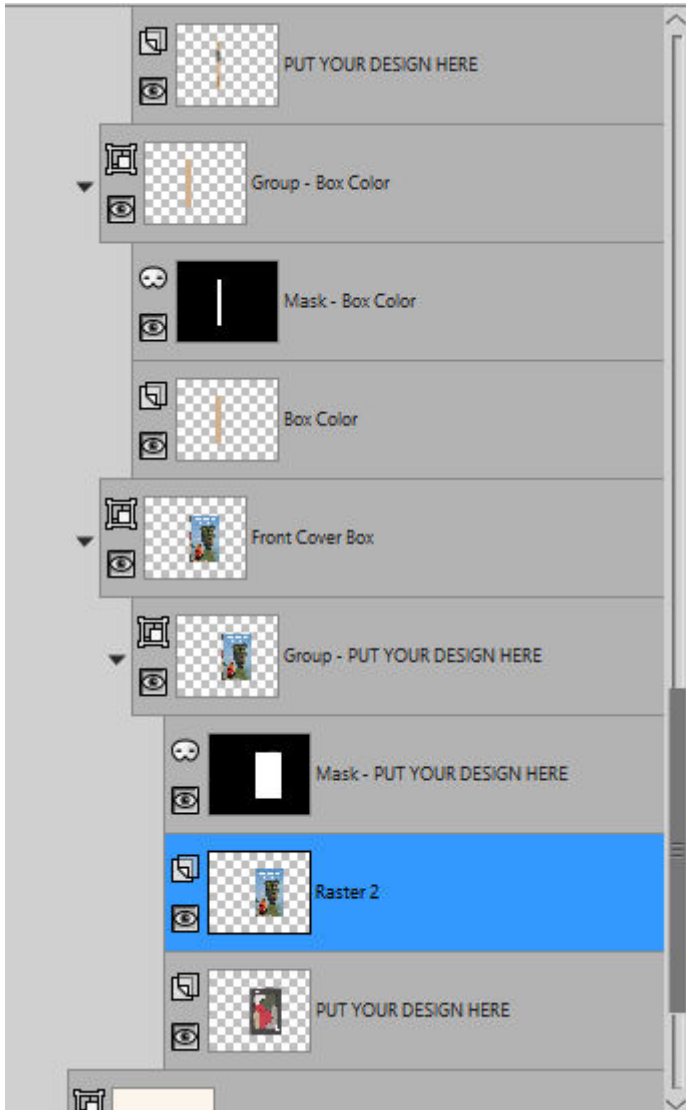 PUT YOUR DESIGN HERE
Group - Box Color
Mask - Box Color
Box Color
Front Cover Box
Group - PUT YOUR DESIGN HERE
Mask - PUT YOUR DESIGN HERE
Raster 2
PUT YOUR DESIGN HERE